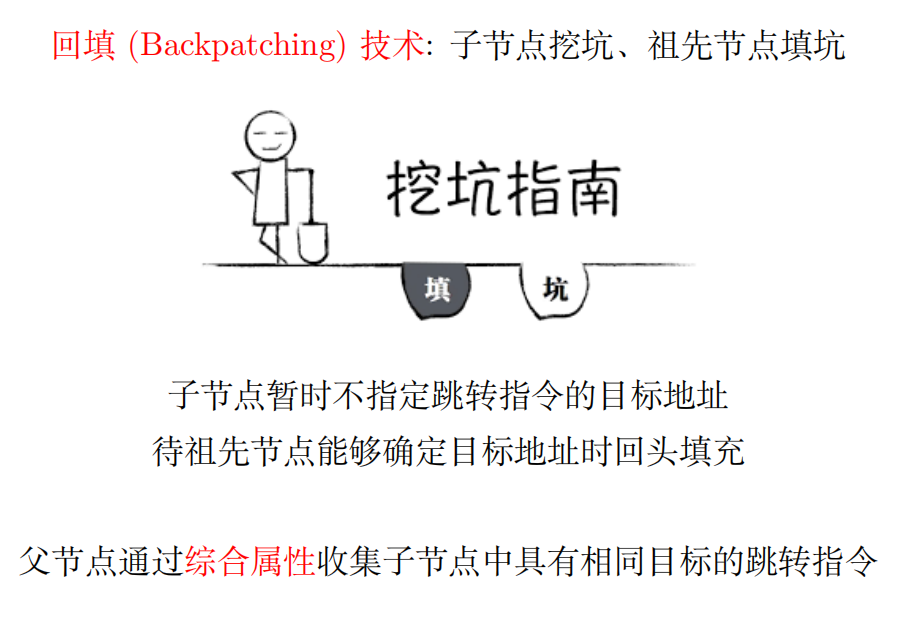 回填 (Backpatching) 技术: 子节点挖坑、祖先节点填坑
挖坑指南
填 坑
子节点暂时不指定跳转指令的目标地址
待祖先节点能够确定目标地址时回头填充
父节点通过综合属性收集子节点中具有相同目标的跳转指令